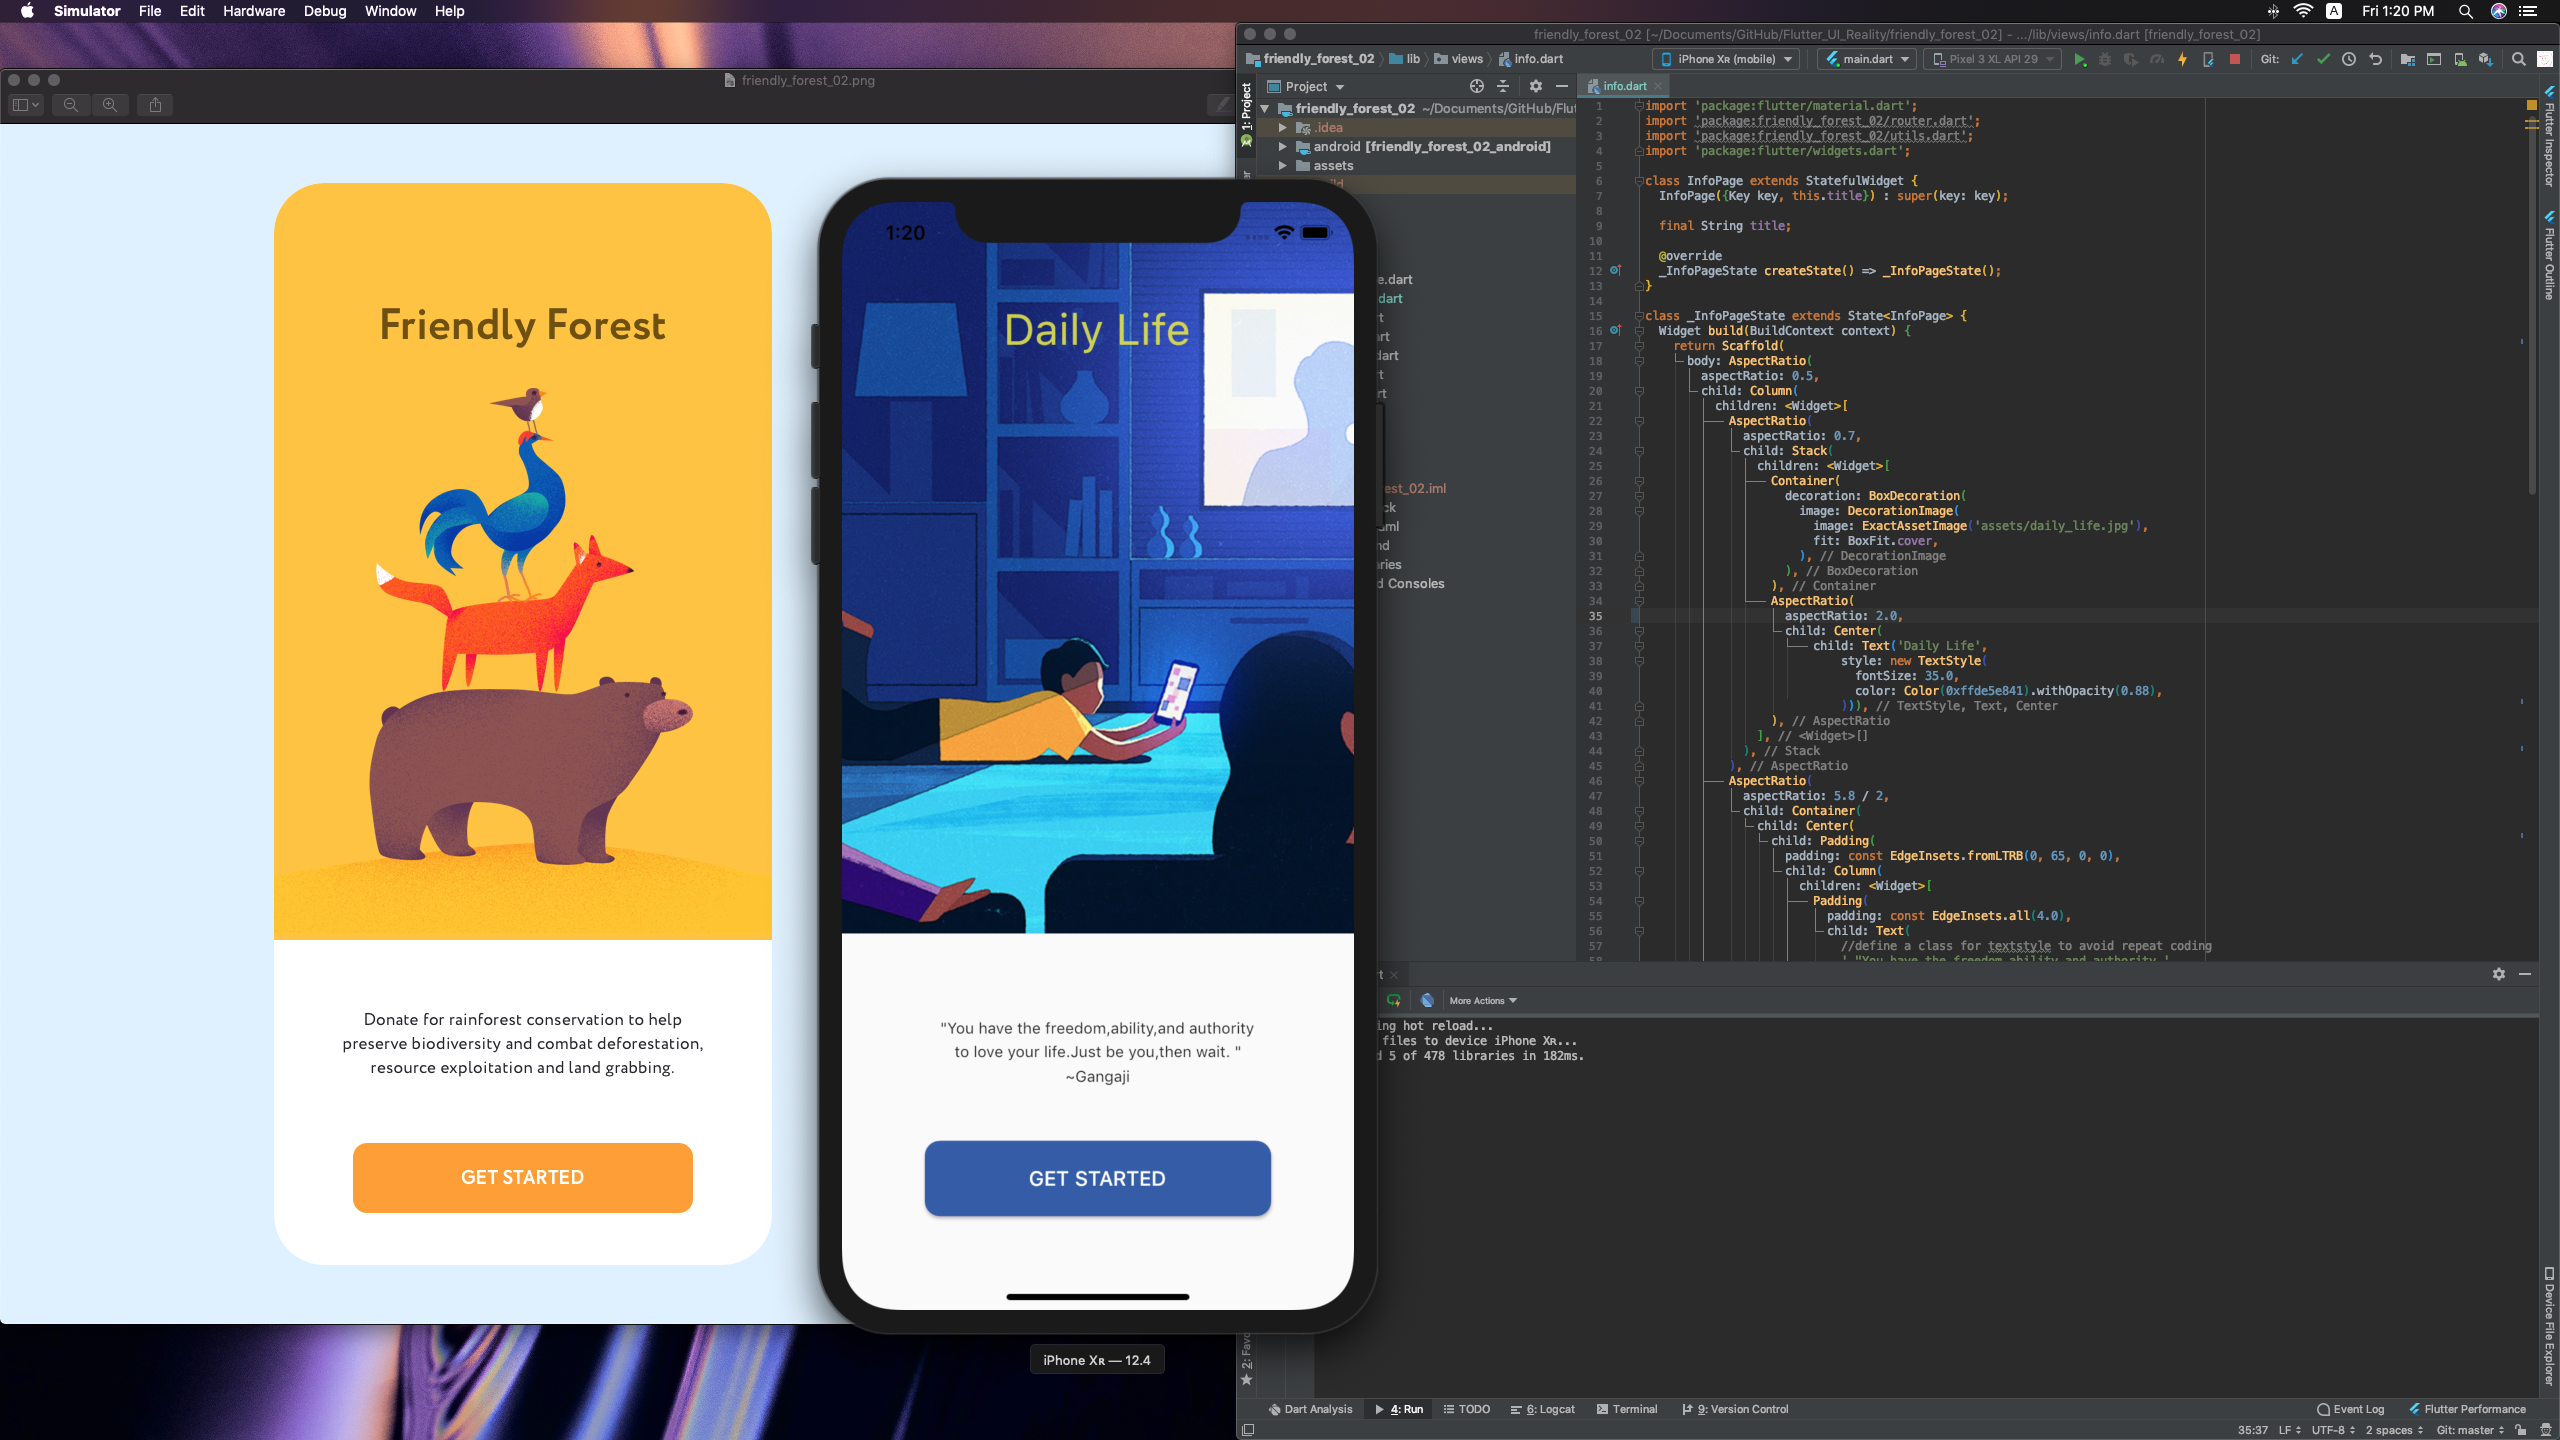 Simulator File Edit Hardware Debug Window Help
A Fri 1:20 PM
friendly_forest_02.png
Friendly Forest
Donate for rainforest conservation to help
preserve biodiversity and combat deforestation,
resource exploitation and land grabbing.
GET STARTED
1:20
Daily Life
"You have the freedom,ability,and authority
to love your life.Just be you,then wait. "
~Gangaji
GET STARTED
iPhone Xʀ — 12.4
friendly_forest_02 [~/Documents/GitHub/Flutter_UI_Reality/friendly_forest_02] - .../lib/views/info.dart [friendly_forest_02]
friendly_forest_02 lib views info.dart iPhone Xʀ (mobile) main.dart Pixel 3 XL API 29 Git:
1: Project
Project
info.dart
friendly_forest_02 ~/Documents/GitHub/Flut
.idea
android [friendly_forest_02_android]
assets
e.dart
dart
rt
art
dart
rt
rt
est_02.iml
ck
aml
nd
raries
d Consoles
1 import 'package:flutter/material.dart';
2 import 'package:friendly_forest_02/router.dart';
3 import 'package:friendly_forest_02/utils.dart';
4 import 'package:flutter/widgets.dart';
5
6 class InfoPage extends StatefulWidget {
7 InfoPage({Key key, this.title}) : super(key: key);
8
9 final String title;
10
11 @override
12 _InfoPageState createState() => _InfoPageState();
13 }
14
15 class _InfoPageState extends State<InfoPage> {
16 Widget build(BuildContext context) {
17 return Scaffold(
18 body: AspectRatio(
19 aspectRatio: 0.5,
20 child: Column(
21 children: <Widget>[
22 AspectRatio(
23 aspectRatio: 0.7,
24 child: Stack(
25 children: <Widget>[
26 Container(
27 decoration: BoxDecoration(
28 image: DecorationImage(
29 image: ExactAssetImage('assets/daily_life.jpg'),
30 fit: BoxFit.cover,
31 ), // DecorationImage
32 ), // BoxDecoration
33 ), // Container
34 AspectRatio(
35 aspectRatio: 2.0,
36 child: Center(
37 child: Text('Daily Life',
38 style: new TextStyle(
39 fontSize: 35.0,
40 color: Color(0xffde5e841).withOpacity(0.88),
41 ))), // TextStyle, Text, Center
42 ), // AspectRatio
43 ], // <Widget>[]
44 ), // Stack
45 ), // AspectRatio
46 AspectRatio(
47 aspectRatio: 5.8 / 2,
48 child: Container(
49 child: Center(
50 child: Padding(
51 padding: const EdgeInsets.fromLTRB(0, 65, 0, 0),
52 child: Column(
53 children: <Widget>[
54 Padding(
55 padding: const EdgeInsets.all(4.0),
56 child: Text(
57 //define a class for textstyle to avoid repeat coding
58 ' "You have the freedom,ability,and authority '
Flutter Inspector
Flutter Outline
Device File Explorer
rt
More Actions
ing hot reload...
files to device iPhone Xʀ...
d 5 of 478 libraries in 182ms.
2: Favo
Dart Analysis 4: Run TODO 6: Logcat Terminal 9: Version Control Event Log Flutter Performance
35:37 LF UTF-8 2 spaces Git: master